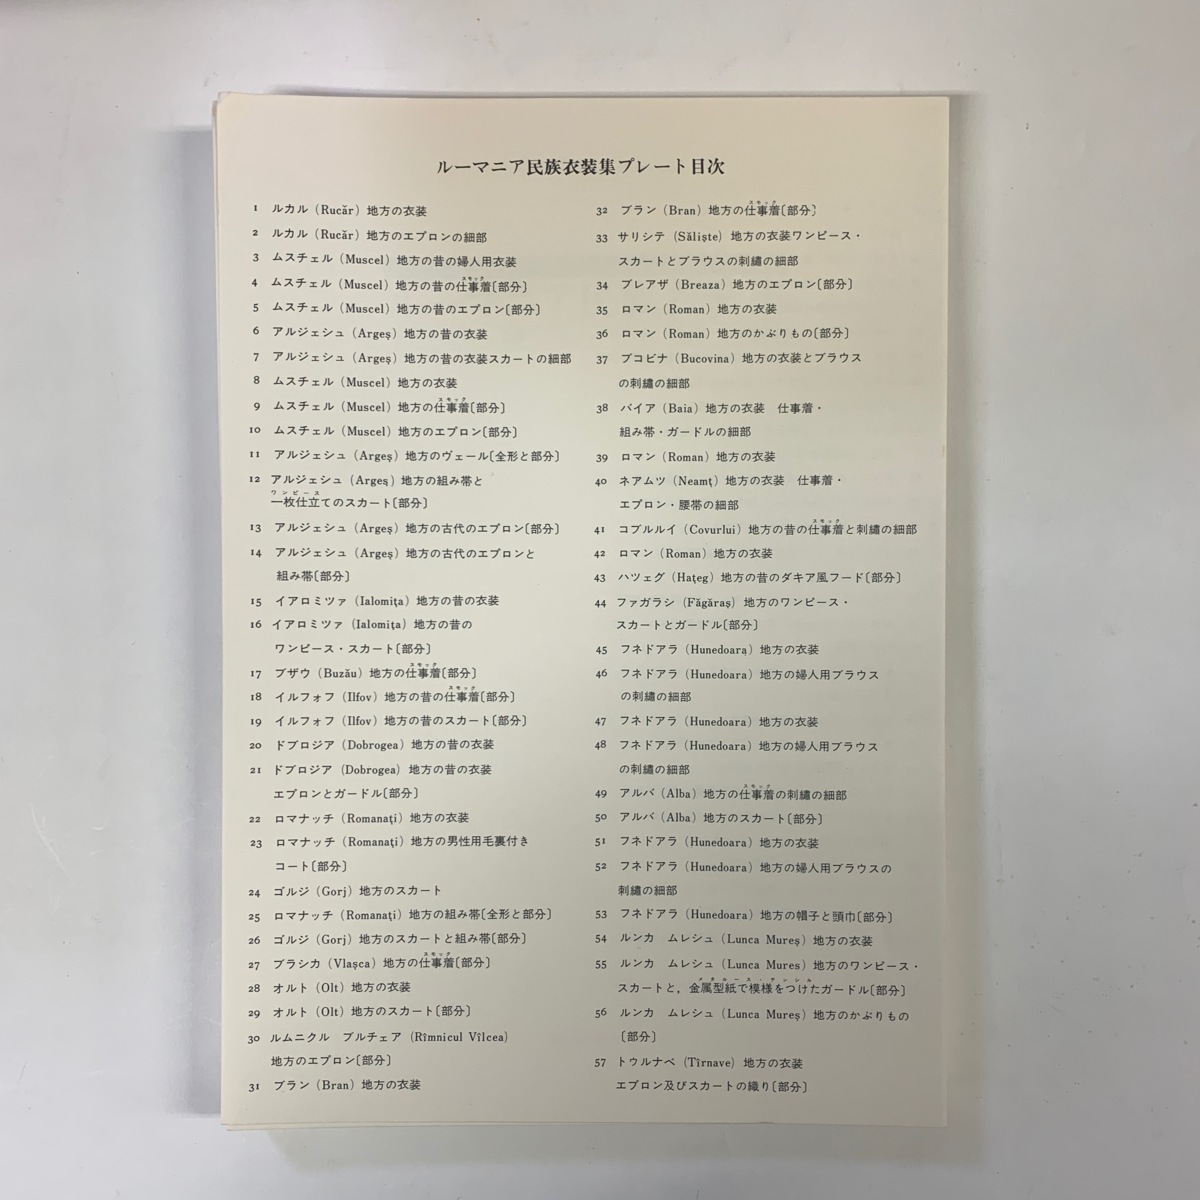 ルーマニア民族衣装集プレート目次
1 ルカル（Rucăr）地方の衣装
2 ルカル（Rucăr）地方のエプロンの細部
3 ムスチェル（Muscel）地方の昔の婦人用衣装
スモック
4 ムスチェル（Muscel）地方の昔の仕事着〔部分〕
5 ムスチェル（Muscel）地方の昔のエプロン〔部分〕
6 アルジェシュ（Argeş）地方の昔の衣装
7 アルジェシュ（Argeş）地方の昔の衣装スカートの細部
8 ムスチェル（Muscel）地方の衣装
スモック
9 ムスチェル（Muscel）地方の仕事着〔部分〕
10 ムスチェル（Muscel）地方のエプロン〔部分〕
11 アルジェシュ（Argeş）地方のヴェール〔全形と部分〕
12 アルジェシュ（Argeş）地方の組み帯と
ワンピース
一枚仕立てのスカート〔部分〕
13 アルジェシュ（Argeş）地方の古代のエプロン〔部分〕
14 アルジェシュ（Argeş）地方の古代のエプロンと
組み帯〔部分〕
15 イアロミツァ（Ialomiţa）地方の昔の衣装
16 イアロミツァ（Ialomiţa）地方の昔の
ワンピース・スカート〔部分〕
スモック
17 ブザウ（Buzău）地方の仕事着〔部分〕
スモック
18 イルフォフ（Ilfov）地方の昔の仕事着〔部分〕
19 イルフォフ（Ilfov）地方の昔のスカート〔部分〕
20 ドブロジア（Dobrogea）地方の昔の衣装
21 ドブロジア（Dobrogea）地方の昔の衣装
エプロンとガードル〔部分〕
22 ロマナッチ（Romanaţi）地方の衣装
23 ロマナッチ（Romanaţi）地方の男性用毛裏付き
コート〔部分〕
24 ゴルジ（Gorj）地方のスカート
25 ロマナッチ（Romanaţi）地方の組み帯〔全形と部分〕
26 ゴルジ（Gorj）地方のスカートと組み帯〔部分〕
スモック
27 ブラシカ（Vlaşca）地方の仕事着〔部分〕
28 オルト（Olt）地方の衣装
29 オルト（Olt）地方のスカート〔部分〕
30 ルムニクル　ブルチェア（Rîmnicul Vîlcea）
地方のエプロン〔部分〕
31 ブラン（Bran）地方の衣装
スモック
32 ブラン（Bran）地方の仕事着〔部分〕
33 サリシテ（Sălişte）地方の衣装ワンピース・
スカートとブラウスの刺繡の細部
34 ブレアザ（Breaza）地方のエプロン〔部分〕
35 ロマン（Roman）地方の衣装
36 ロマン（Roman）地方のかぶりもの〔部分〕
37 ブコビナ（Bucovina）地方の衣装とブラウス
の刺繡の細部
38 バイア（Baia）地方の衣装　仕事着・
組み帯・ガードルの細部
39 ロマン（Roman）地方の衣装
40 ネアムツ（Neamţ）地方の衣装　仕事着・
エプロン・腰帯の細部
スモック
41 コブルルイ（Covurlui）地方の昔の仕事着と刺繡の細部
42 ロマン（Roman）地方の衣装
43 ハツェグ（Haţeg）地方の昔のダキア風フード〔部分〕
44 ファガラシ（Făgăraş）地方のワンピース・
スカートとガードル〔部分〕
45 フネドアラ（Hunedoara）地方の衣装
46 フネドアラ（Hunedoara）地方の婦人用ブラウス
の刺繡の細部
47 フネドアラ（Hunedoara）地方の衣装
48 フネドアラ（Hunedoara）地方の婦人用ブラウス
の刺繡の細部
スモック
49 アルバ（Alba）地方の仕事着の刺繡の細部
50 アルバ（Alba）地方のスカート〔部分〕
51 フネドアラ（Hunedoara）地方の衣装
52 フネドアラ（Hunedoara）地方の婦人用ブラウスの
刺繡の細部
53 フネドアラ（Hunedoara）地方の帽子と頭巾〔部分〕
54 ルンカ　ムレシュ（Lunca Mureş）地方の衣装
55 ルンカ　ムレシュ（Lunca Mures）地方のワンピース・
スカートと，金属型紙で模様をつけたガードル〔部分〕
56 ルンカ　ムレシュ（Lunca Mureş）地方のかぶりもの
〔部分〕
57 トゥルナベ（Tîrnave）地方の衣装
エプロン及びスカートの織り〔部分〕